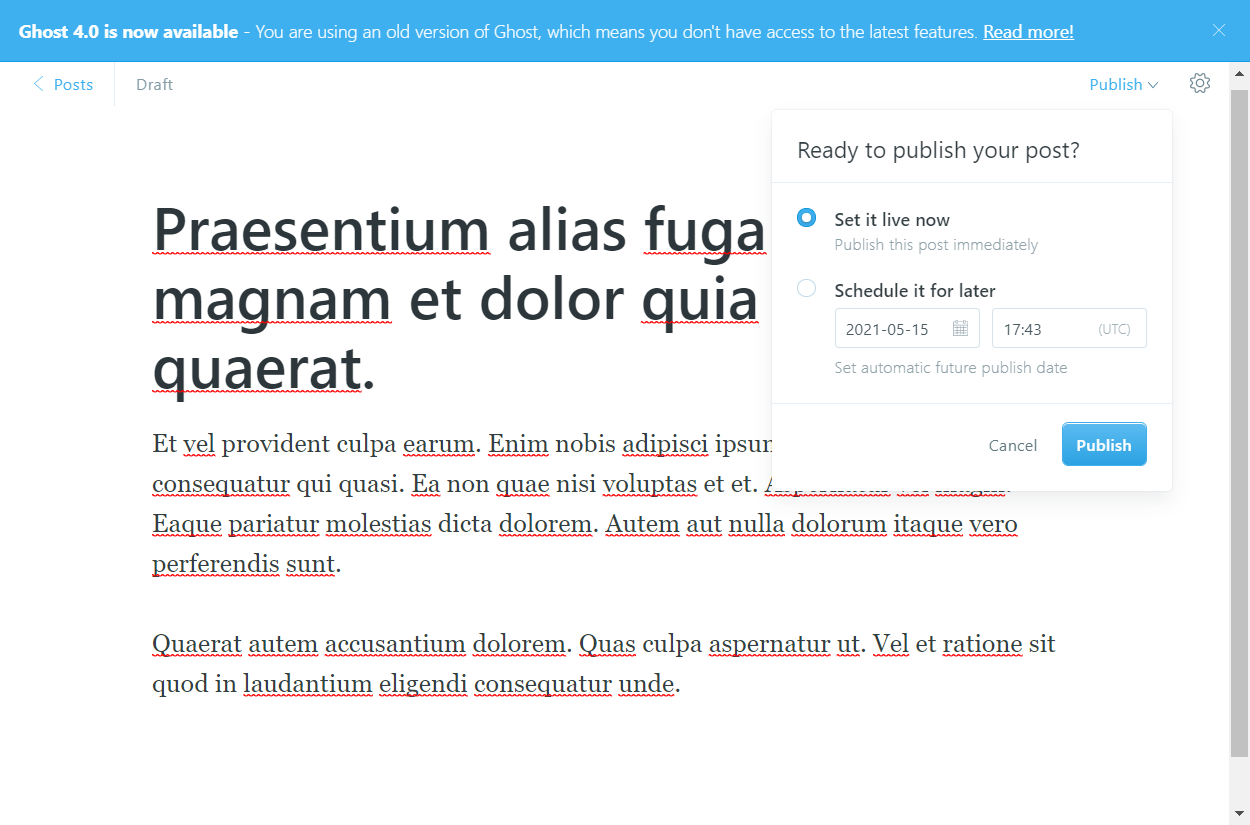 Ghost 4.0 is now available - You are using an old version of Ghost, which means you don't have access to the latest features. Read more!
Posts
Draft
Publish
Ready to publish your post?
Set it live now
Publish this post immediately
Schedule it for later
2021-05-15
17:43
(UTC)
Set automatic future publish date
Cancel
Publish
Praesentium alias fuga
magnam et dolor quia
quaerat.
Et vel provident culpa earum. Enim nobis adipisci
consequatur qui quasi. Ea non quae nisi voluptas et et.
Eaque pariatur molestias dicta dolorem. Autem aut nulla dolorum itaque vero
perferendis sunt.
Quaerat autem accusantium dolorem. Quas culpa aspernatur ut. Vel et ratione sit
quod in laudantium eligendi consequatur unde.